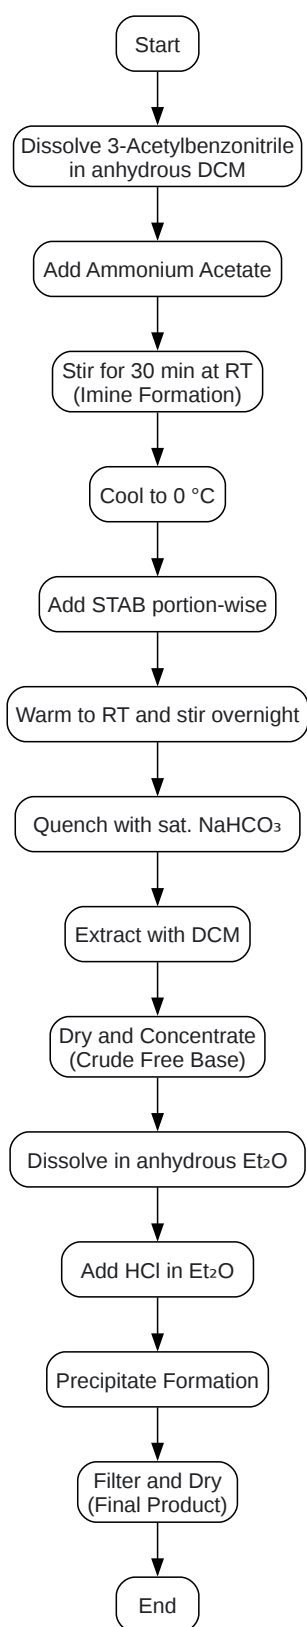 Start
Dissolve 3-Acetylbenzonitrile
in anhydrous DCM
Add Ammonium Acetate
Stir for 30 min at RT
(Imine Formation)
Cool to 0 °C
Add STAB portion-wise
Warm to RT and stir overnight
Quench with sat. NaHCO₃
Extract with DCM
Dry and Concentrate
(Crude Free Base)
Dissolve in anhydrous Et₂O
Add HCl in Et₂O
Precipitate Formation
Filter and Dry
(Final Product)
End